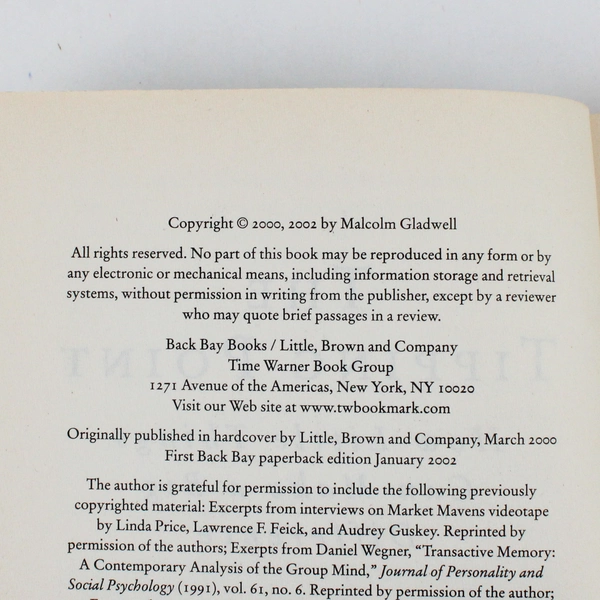 Copyright © 2000, 2002 by Malcolm Gladwell
All rights reserved. No part of this book may be reproduced in any form or by
any electronic or mechanical means, including information storage and retrieval
systems, without permission in writing from the publisher, except by a reviewer
who may quote brief passages in a review.
Back Bay Books / Little, Brown and Company
Time Warner Book Group
1271 Avenue of the Americas, New York, NY 10020
Visit our Web site at www.twbookmark.com
Originally published in hardcover by Little, Brown and Company, March 2000
First Back Bay paperback edition January 2002
The author is grateful for permission to include the following previously
copyrighted material: Excerpts from interviews on Market Mavens videotape
by Linda Price, Lawrence F. Feick, and Audrey Guskey. Reprinted by
permission of the authors; Exerpts from Daniel Wegner, “Transactive Memory:
A Contemporary Analysis of the Group Mind,” Journal of Personality and
Social Psychology (1991), vol. 61, no. 6. Reprinted by permission of the author;